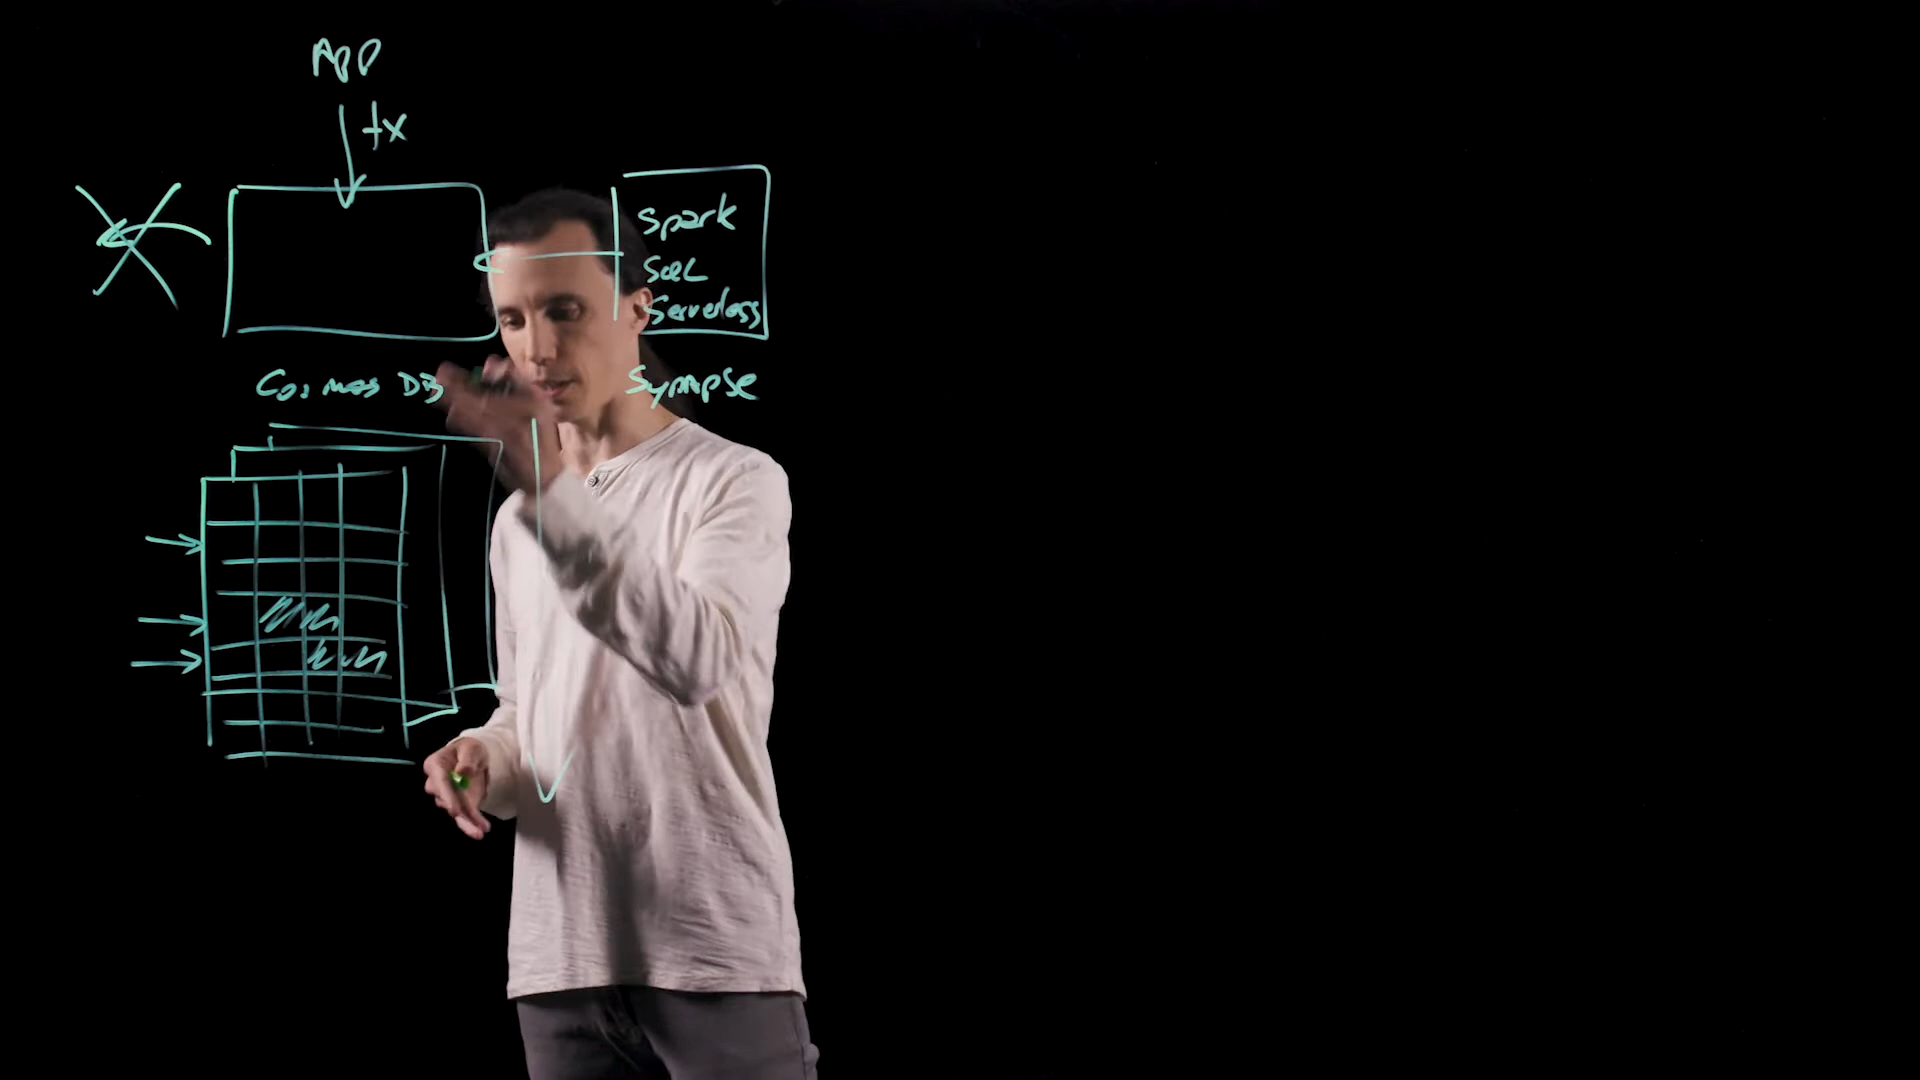 App
tx
Spark
SQL
Serverless
Cosmos DB
Synapse